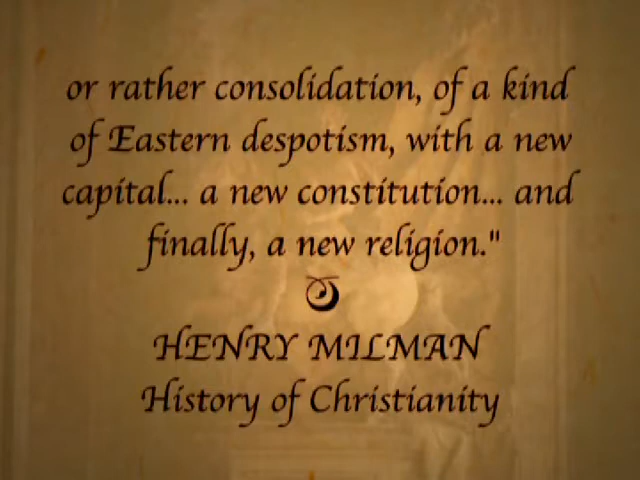 or rather consolidation, of a kind
of Eastern despotism, with a new
capital... a new constitution... and
finally, a new religion."
HENRY MILMAN
History of Christianity